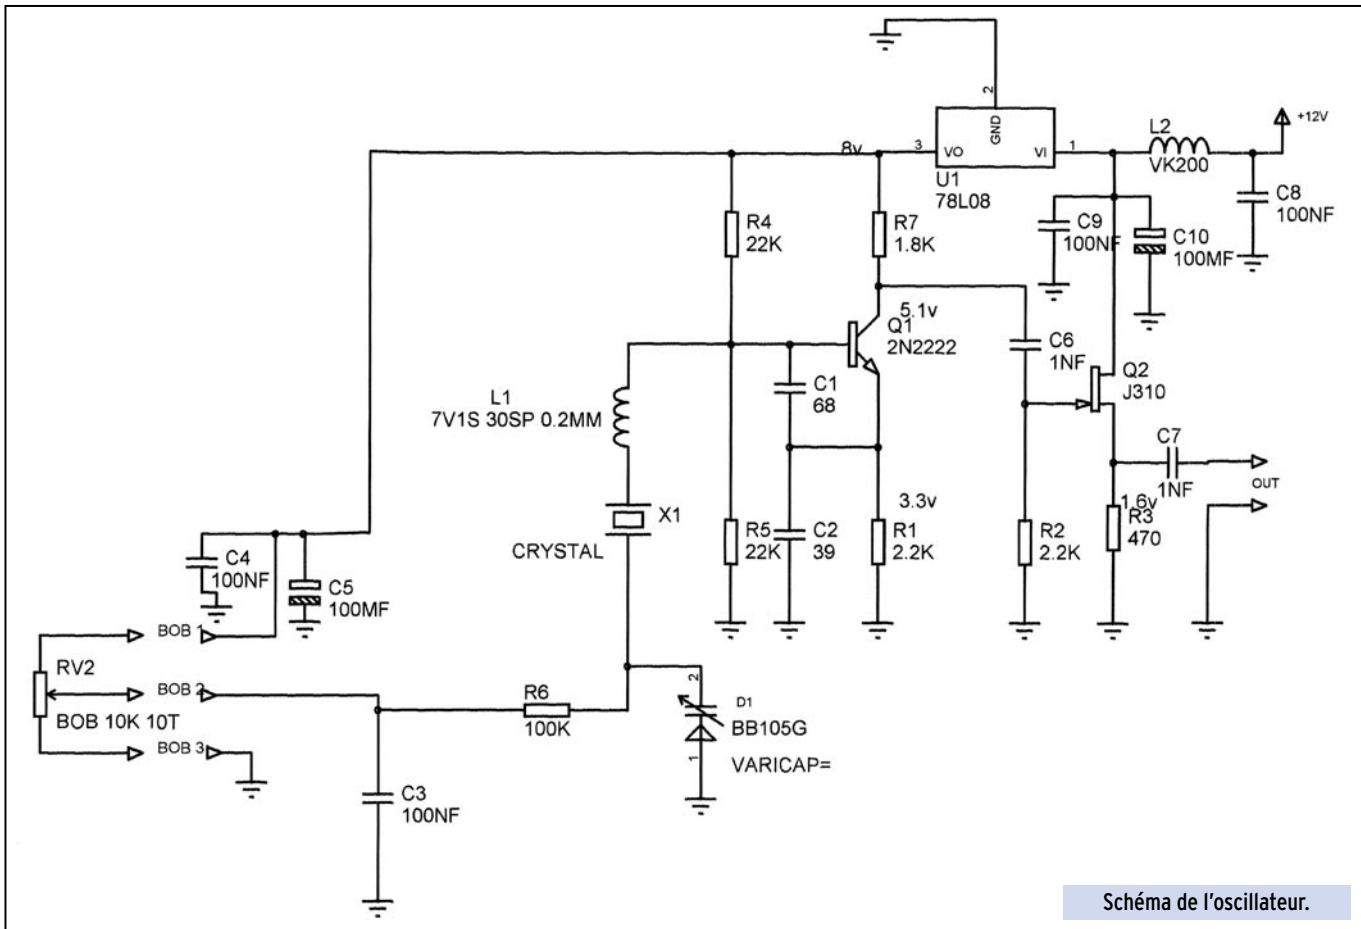 2
GND
8v
3
VO
VI
1
U1
78L08
L2
VK200
+12V
C8
100NF
R4
22K
R7
1.8K
C9
100NF
C10
100MF
5.1v
Q1
2N2222
C6
1NF
Q2
J310
L1
7V1S 30SP 0.2MM
C1
68
C7
1NF
OUT
X1
CRYSTAL
R5
22K
C2
39
3.3v
R1
2.2K
R2
2.2K
1.6v
R3
470
C4
100NF
C5
100MF
BOB 1
RV2
BOB 2
BOB 10K 10T
BOB 3
R6
100K
2
D1
BB105G
1
VARICAP=
C3
100NF
Schéma de l'oscillateur.